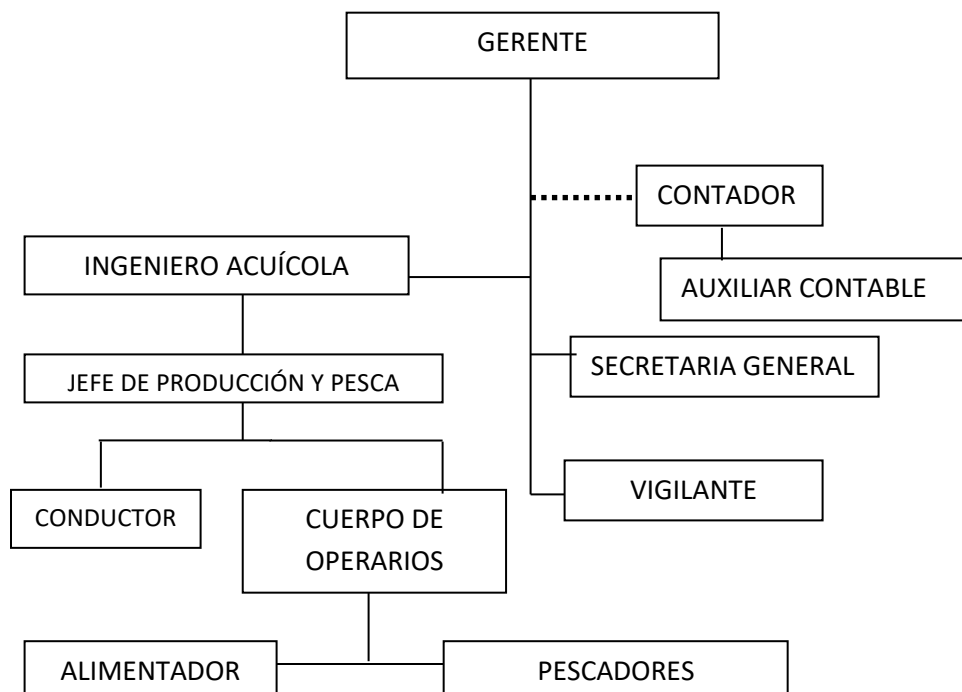 GERENTE
CONTADOR
INGENIERO ACUÍCOLA
AUXILIAR CONTABLE
SECRETARIA GENERAL
JEFE DE PRODUCCIÓN Y PESCA
VIGILANTE
CONDUCTOR
CUERPO DE
OPERARIOS
ALIMENTADOR
PESCADORES